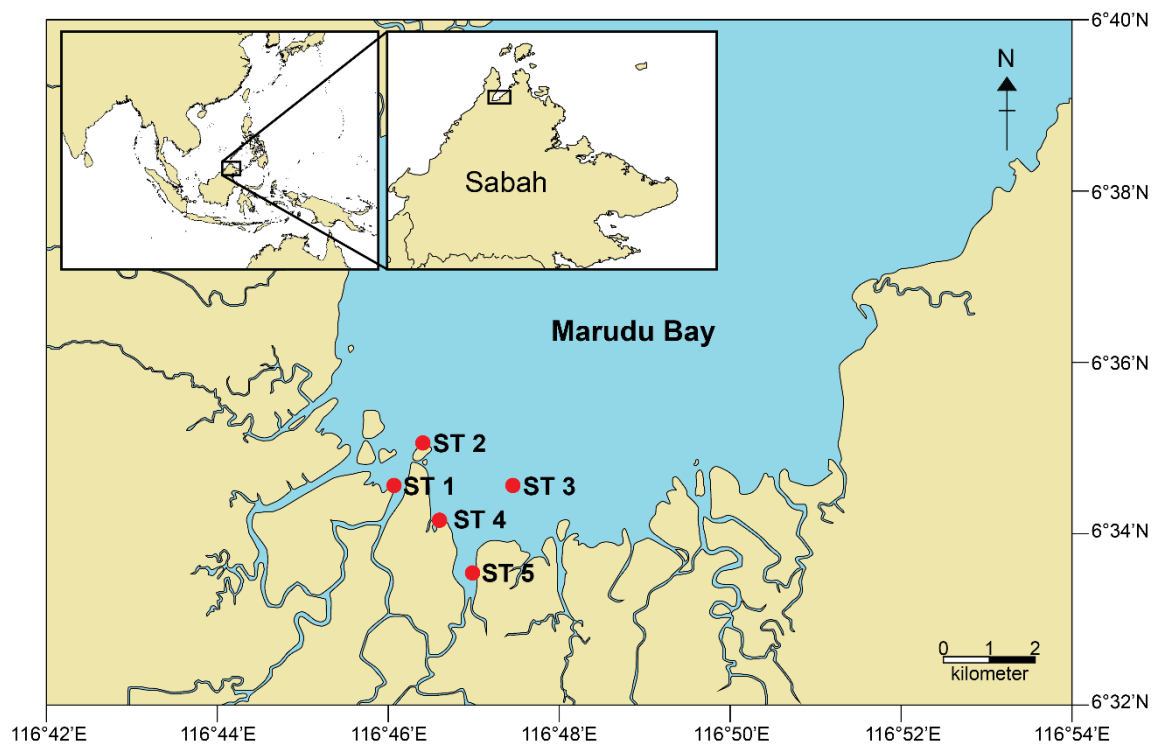 6°40’N
N
6°38’N
Sabah
Marudu Bay
6°36’N
ST 2
ST 1
ST 3
ST 4
6°34’N
ST 5
0 1 2
kilometer
6°32’N
116°42’E 116°44’E 116°46’E 116°48’E 116°50’E 116°52’E 116°54’E